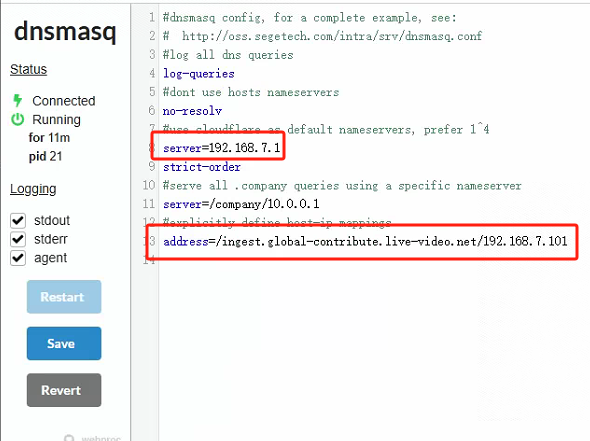 dnsmasq
Status
Connected
Running
for 11m
pid 21
Logging
stdout
stderr
agent
Restart
Save
Revert
webproc
1 #dnsmasq config, for a complete example, see:
2 # http://oss.segetech.com/intra/srv/dnsmasq.conf
3 #log all dns queries
4 log-queries
5 #dont use hosts nameservers
6 no-resolv
7 #use cloudflare as default nameservers, prefer 1^4
8 server=192.168.7.1
9 strict-order
10 #serve all .company queries using a specific nameserver
11 server=/company/10.0.0.1
12 #explicitly define host-ip mappings
13 address=/ingest.global-contribute.live-video.net/192.168.7.101
14